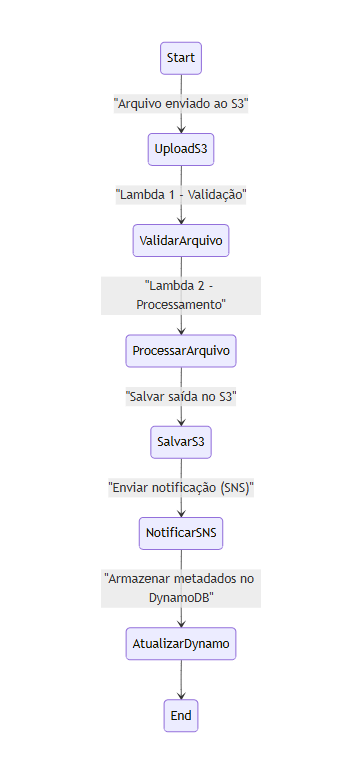 Start
"Arquivo enviado ao S3"
UploadS3
"Lambda 1 - Validação"
ValidarArquivo
"Lambda 2 -
Processamento"
ProcessarArquivo
"Salvar saída no S3"
SalvarS3
"Enviar notificação (SNS)"
NotificarSNS
"Armazenar metadados no
DynamoDB"
AtualizarDynamo
End